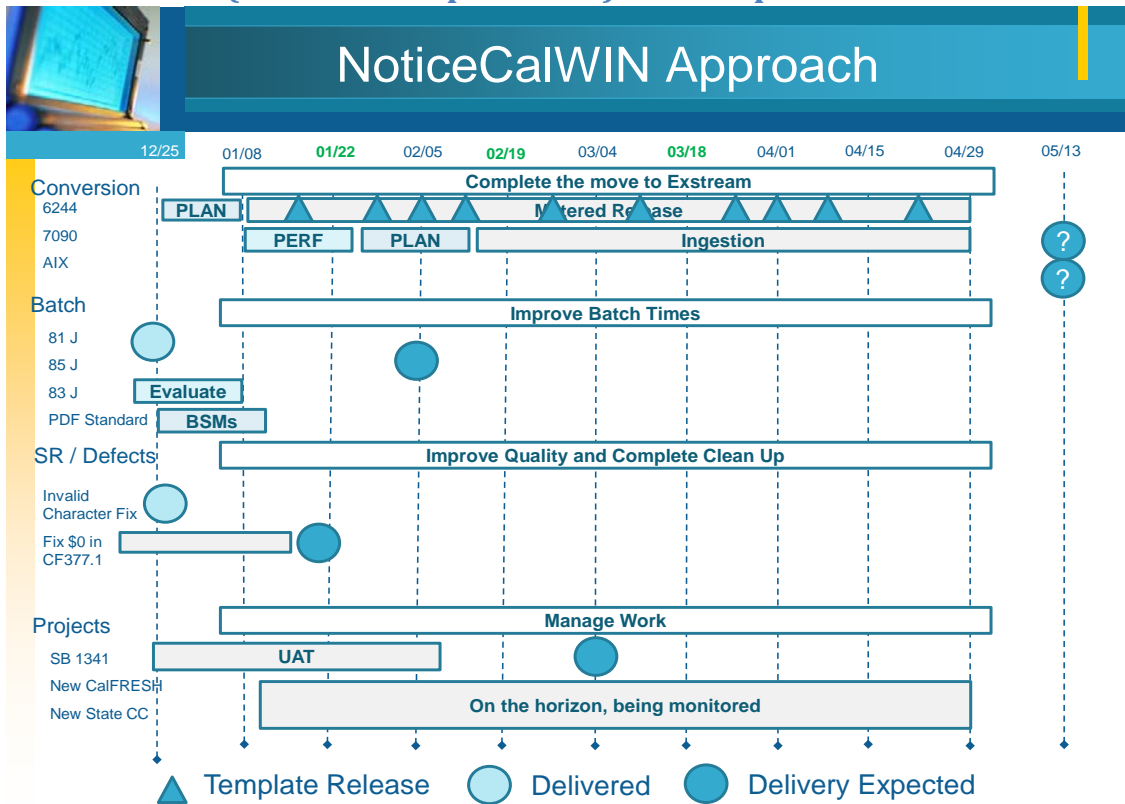 NoticeCalWIN Approach
12/25 01/08 01/22 02/05 02/19 03/04 03/18 04/01 04/15 04/29 05/13
Conversion
Complete the move to Exstream
6244
PLAN
7090
PERF PLAN Ingestion ?
AIX
?
Batch
Improve Batch Times
81 J
85 J
83 J
Evaluate
PDF Standard
BSMs
SR / Defects
Improve Quality and Complete Clean Up
Invalid
Character Fix
Fix $0 in
CF377.1
Projects
Manage Work
SB 1341
UAT
New CalFRESH
On the horizon, being monitored
New State CC
Template Release Delivered Delivery Expected